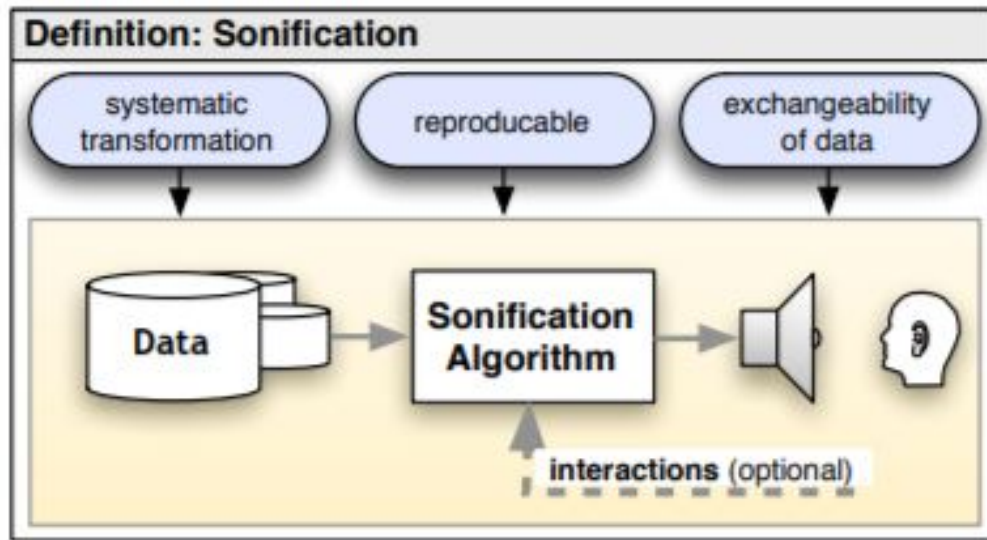 Definition: Sonification
systematic
transformation
reproducable
exchangeability
of data
Data
Sonification
Algorithm
interactions (optional)